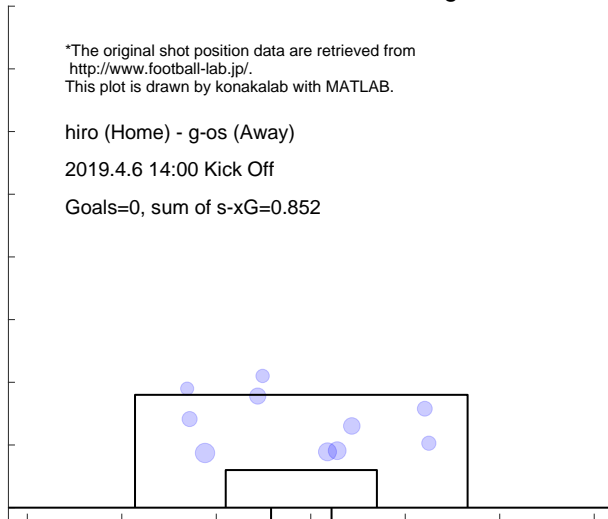 *The original shot position data are retrieved from
http://www.football-lab.jp/.
This plot is drawn by konakalab with MATLAB.
hiro (Home) - g-os (Away)
2019.4.6 14:00 Kick Off
Goals=0, sum of s-xG=0.852